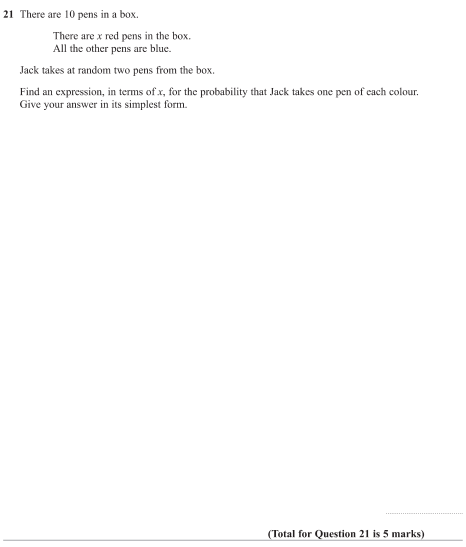 21 There are 10 pens in a box.
There are x red pens in the box.
All the other pens are blue.
Jack takes at random two pens from the box.
Find an expression, in terms of x, for the probability that Jack takes one pen of each colour.
Give your answer in its simplest form.
(Total for Question 21 is 5 marks)